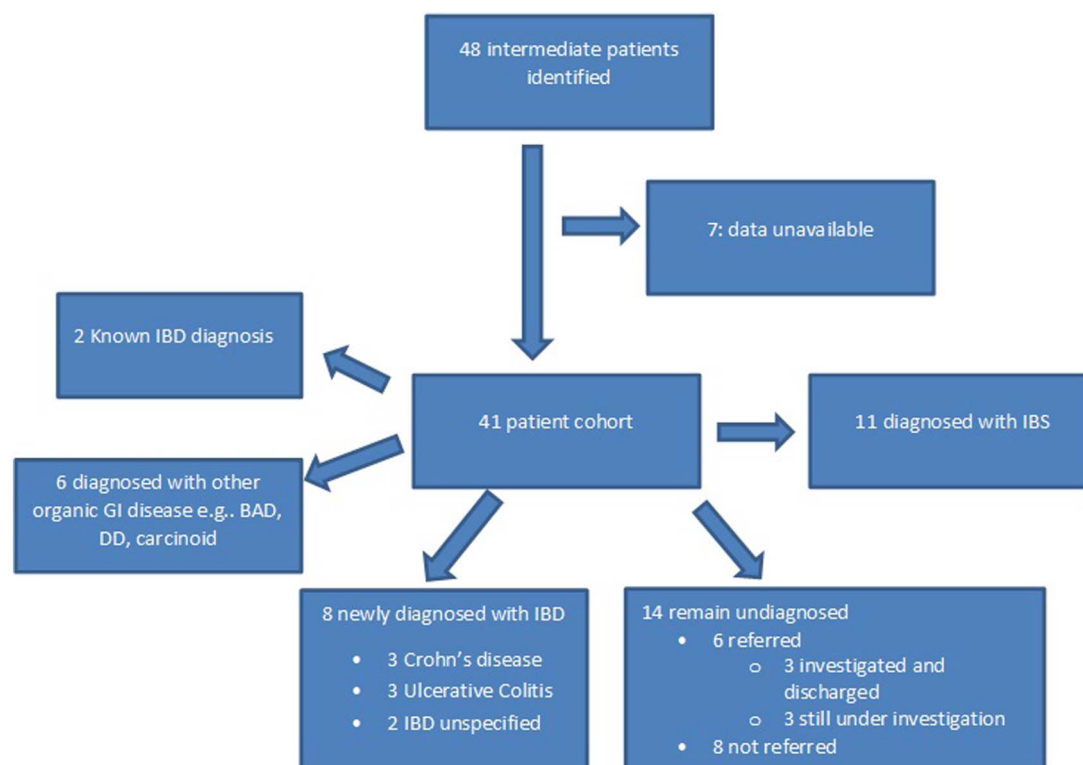 48 intermediate patients
identified
7: data unavailable
2 Known IBD diagnosis
41 patient cohort
11 diagnosed with IBS
6 diagnosed with other
organic GI disease e.g.. BAD,
DD, carcinoid
8 newly diagnosed with IBD
• 3 Crohn's disease
• 3 Ulcerative Colitis
• 2 IBD unspecified
14 remain undiagnosed
• 6 referred
o 3 investigated and
discharged
o 3 still under investigation
• 8 not referred